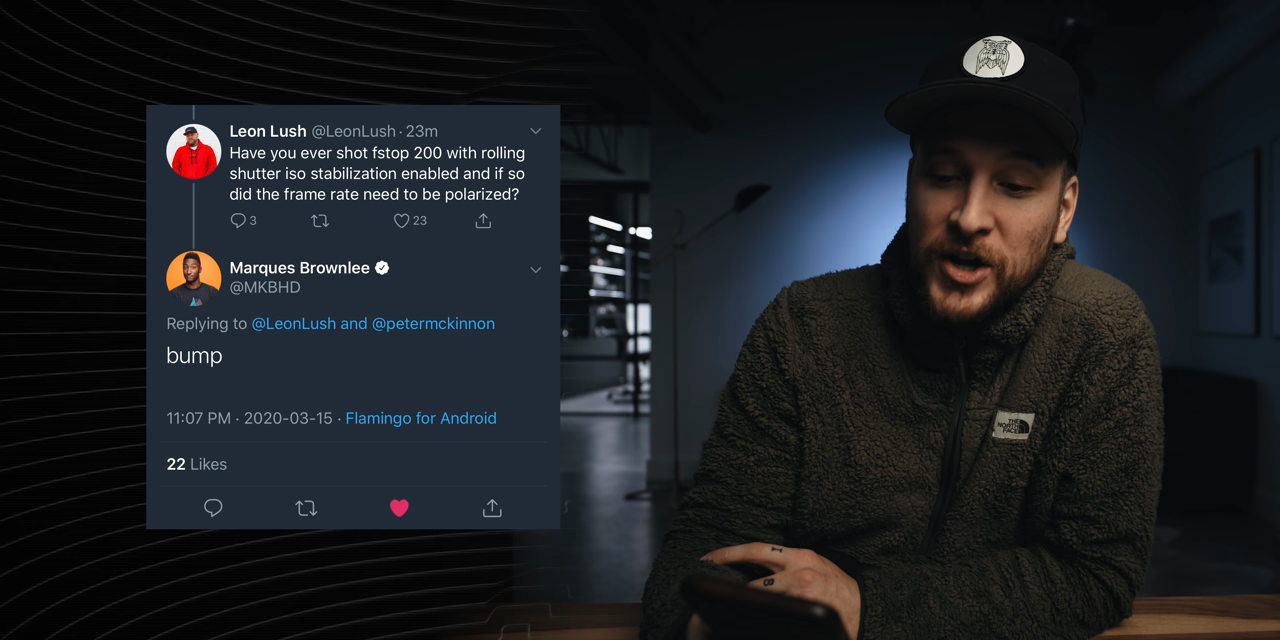 Leon Lush @LeonLush · 23m
Have you ever shot fstop 200 with rolling
shutter iso stabilization enabled and if so
did the frame rate need to be polarized?
3 23
Marques Brownlee
@MKBHD
Replying to @LeonLush and @petermckinnon
bump
11:07 PM · 2020-03-15 · Flamingo for Android
22 Likes
THE
NORTH
FACE